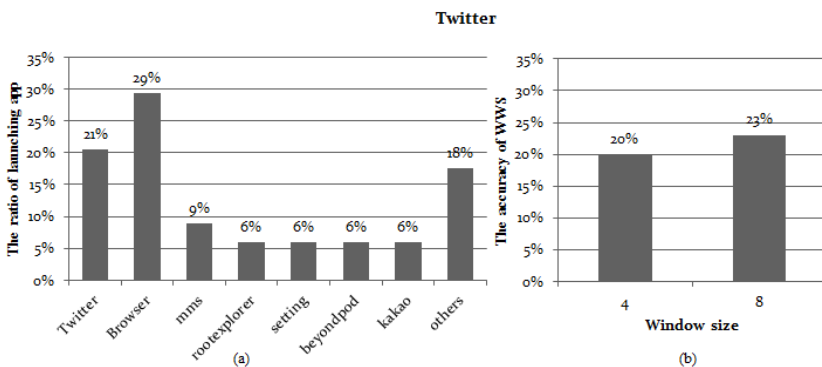 Twitter
The ratio of launching app
35%
30%
25%
20%
15%
10%
5%
0%
21%
29%
9%
6%
6%
6%
6%
18%
Twitter
Browser
mms
rootexplorer
setting
beyondpod
kakao
others
(a)
The accuracy of WWS
35%
30%
25%
20%
15%
10%
5%
0%
20%
23%
4
8
Window size
(b)